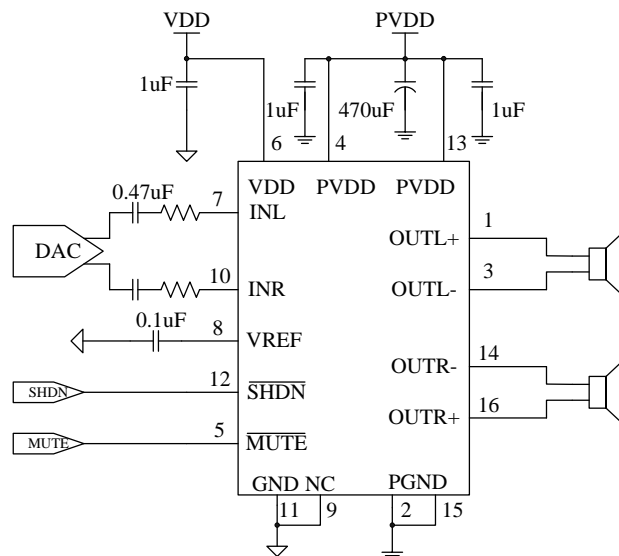 VDD
PVDD
1uF
1uF
470uF
1uF
6
4
13
VDD
PVDD
PVDD
0.47uF
7
INL
DAC
10
INR
0.1uF
8
VREF
SHDN
12
SHDN
MUTE
5
MUTE
1
OUTL+
3
OUTL-
14
OUTR-
16
OUTR+
GND
NC
PGND
11
9
2
15